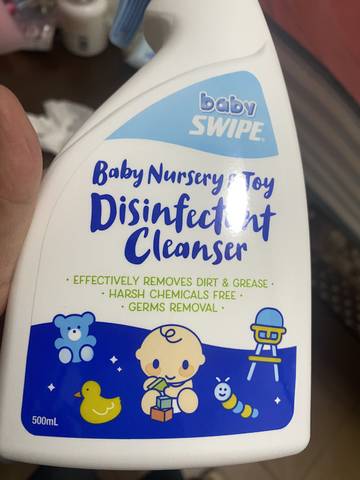 baby
SWIPE
Baby Nursery & Toy
Disinfectant
Cleanser
· EFFECTIVELY REMOVES DIRT & GREASE ·
· HARSH CHEMICALS FREE ·
· GERMS REMOVAL ·
500mL